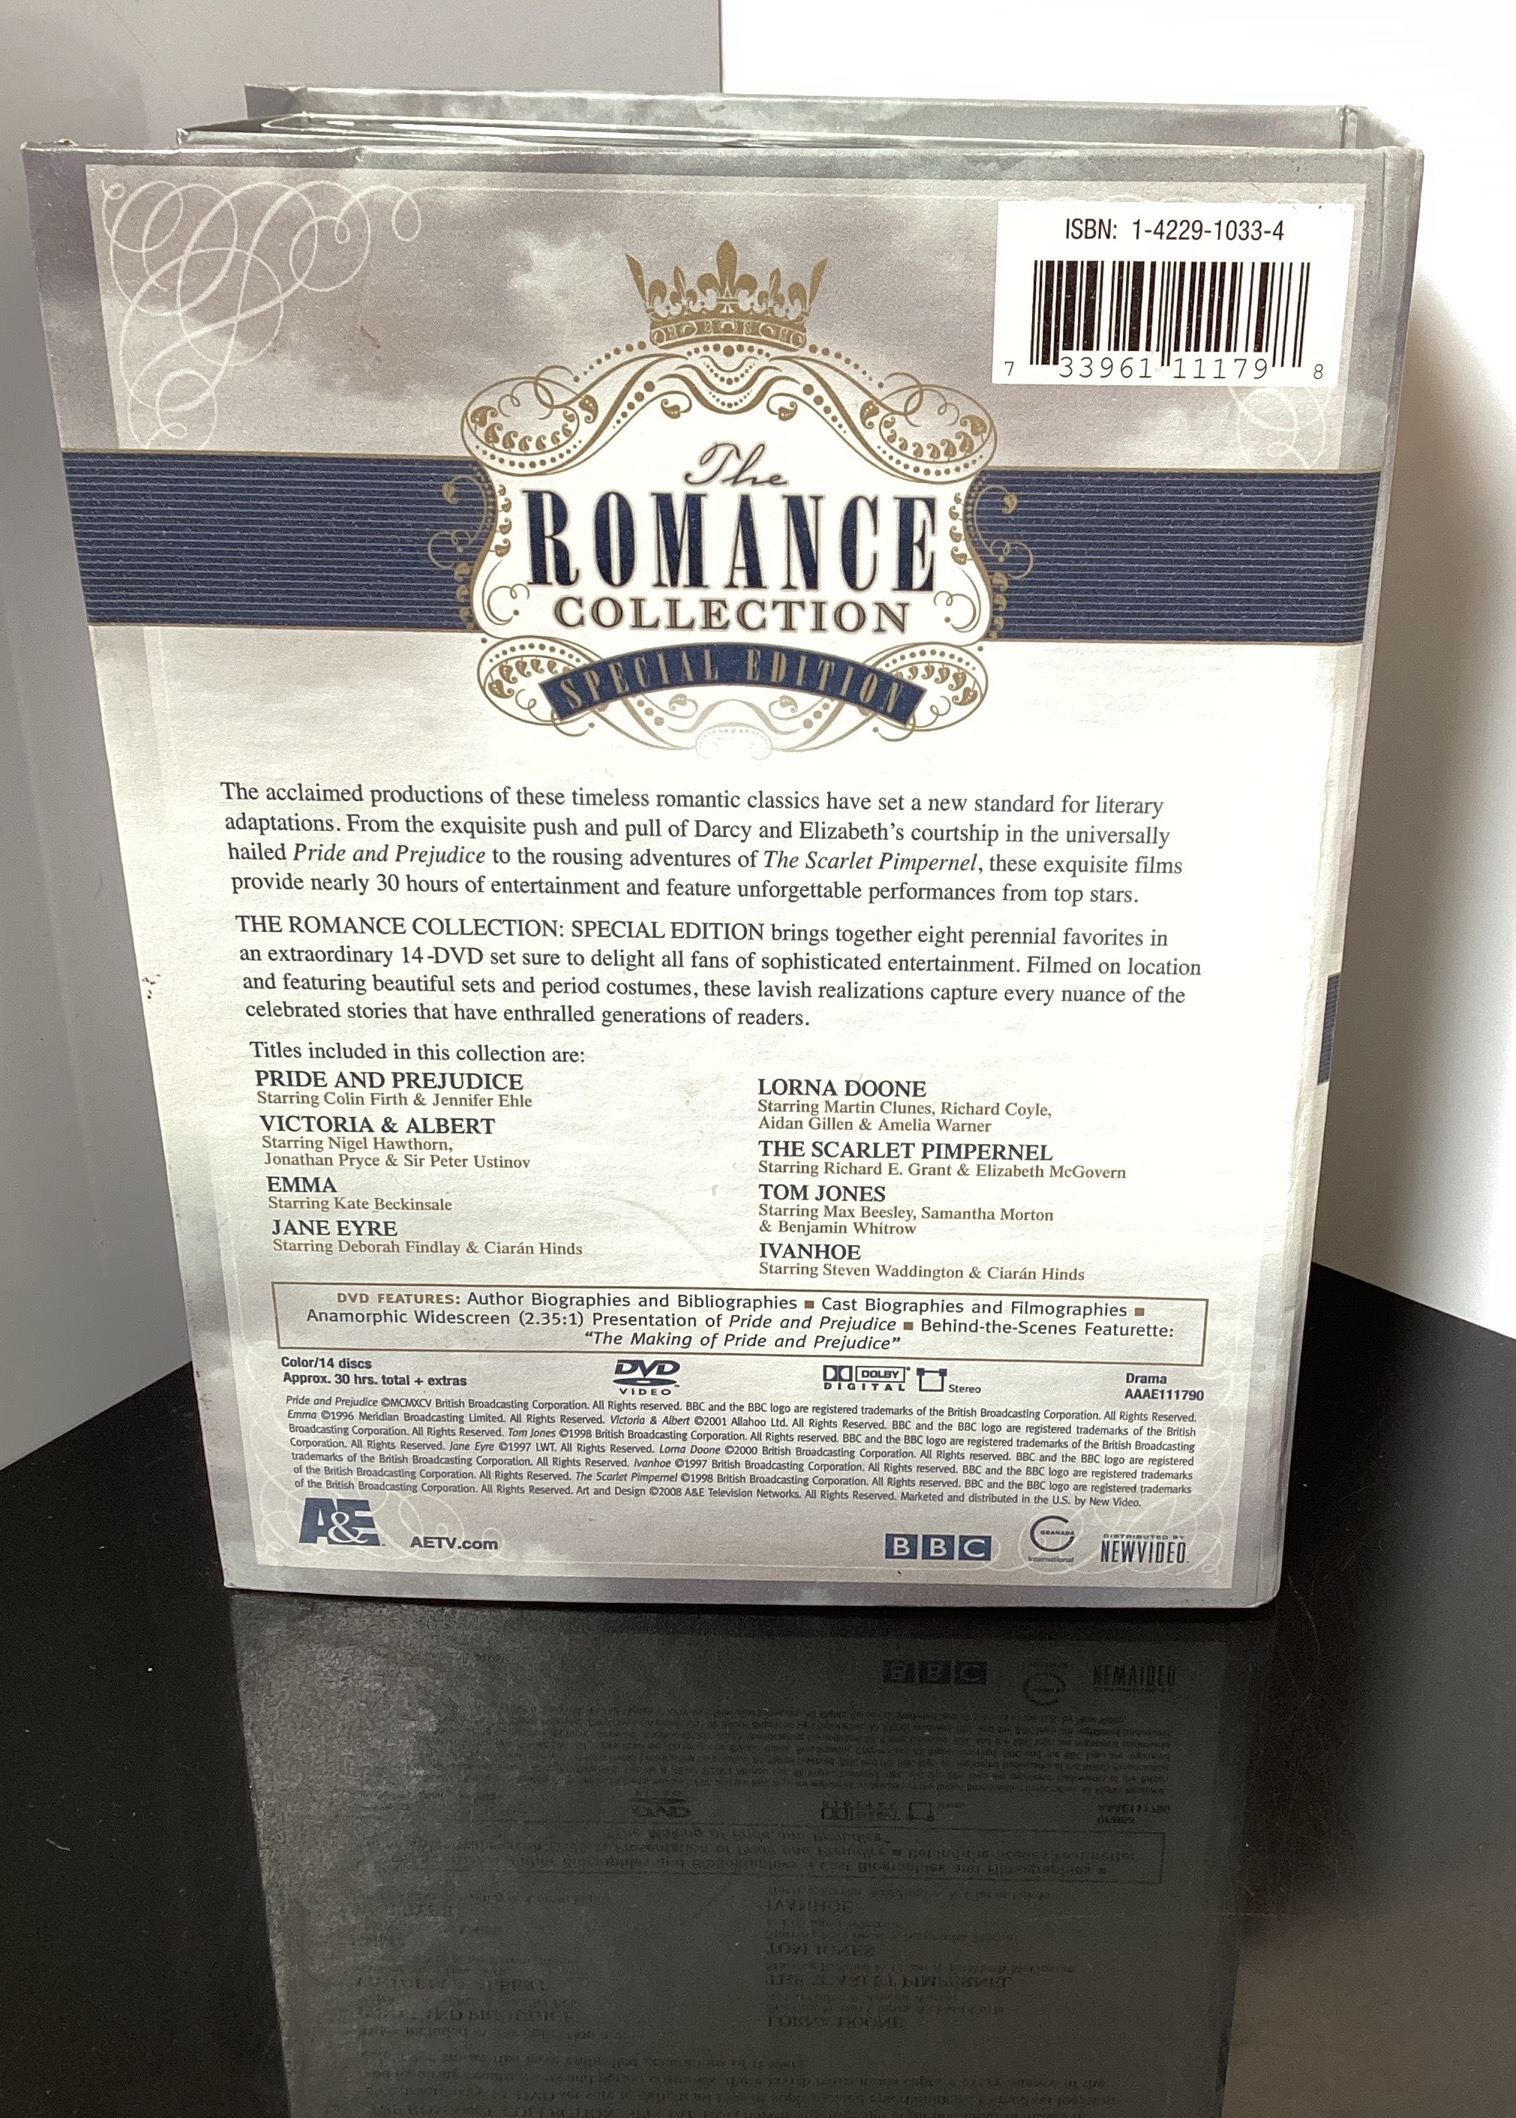 ISBN: 1-4229-1033-4
7 33961 11179 8
The
ROMANCE
COLLECTION
SPECIAL EDITION
The acclaimed productions of these timeless romantic classics have set a new standard for literary
adaptations. From the exquisite push and pull of Darcy and Elizabeth's courtship in the universally
hailed Pride and Prejudice to the rousing adventures of The Scarlet Pimpernel, these exquisite films
provide nearly 30 hours of entertainment and feature unforgettable performances from top stars.
THE ROMANCE COLLECTION: SPECIAL EDITION brings together eight perennial favorites in
an extraordinary 14-DVD set sure to delight all fans of sophisticated entertainment. Filmed on location
and featuring beautiful sets and period costumes, these lavish realizations capture every nuance of the
celebrated stories that have enthralled generations of readers.
Titles included in this collection are:
PRIDE AND PREJUDICE
Starring Colin Firth & Jennifer Ehle
VICTORIA & ALBERT
Starring Nigel Hawthorn,
Jonathan Pryce & Sir Peter Ustinov
EMMA
Starring Kate Beckinsale
JANE EYRE
Starring Deborah Findlay & Ciarán Hinds
LORNA DOONE
Starring Martin Clunes, Richard Coyle,
Aidan Gillen & Amelia Warner
THE SCARLET PIMPERNEL
Starring Richard E. Grant & Elizabeth McGovern
TOM JONES
Starring Max Beesley, Samantha Morton
& Benjamin Whitrow
IVANHOE
Starring Steven Waddington & Ciarán Hinds
DVD FEATURES: Author Biographies and Bibliographies ■ Cast Biographies and Filmographies ■
Anamorphic Widescreen (2.35:1) Presentation of Pride and Prejudice ■ Behind-the-Scenes Featurette:
"The Making of Pride and Prejudice"
Color/14 discs
Approx. 30 hrs. total + extras
DVD
VIDEO
DOLBY
DIGITAL
Stereo
Drama
AAAE111790
Pride and Prejudice ©MCMXCV British Broadcasting Corporation. All Rights reserved. BBC and the BBC logo are registered trademarks of the British Broadcasting Corporation. All Rights Reserved.
Emma ©1996 Meridian Broadcasting Limited. All Rights Reserved. Victoria & Albert ©2001 Allahoo Ltd. All Rights Reserved. BBC and the BBC logo are registered trademarks of the British
Broadcasting Corporation. All Rights Reserved. Tom Jones ©1998 British Broadcasting Corporation. All Rights reserved. BBC and the BBC logo are registered trademarks of the British Broadcasting
Corporation. All Rights Reserved. Jane Eyre ©1997 LWT. All Rights Reserved. Lorna Doone ©2000 British Broadcasting Corporation. All Rights reserved. BBC and the BBC logo are registered
trademarks of the British Broadcasting Corporation. All Rights Reserved. Ivanhoe ©1997 British Broadcasting Corporation. All Rights reserved. BBC and the BBC logo are registered trademarks
of the British Broadcasting Corporation. All Rights Reserved. The Scarlet Pimpernel ©1998 British Broadcasting Corporation. All Rights reserved. BBC and the BBC logo are registered trademarks
of the British Broadcasting Corporation. All Rights Reserved. Art and Design ©2008 A&E Television Networks. All Rights Reserved. Marketed and distributed in the U.S. by New Video.
A&E
AETV.com
BBC
GRANADA
International
DISTRIBUTED BY
NEWVIDEO.